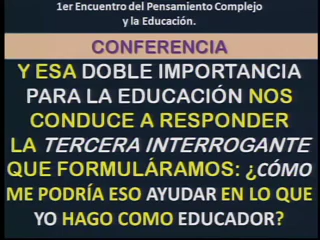 1er Encuentro del Pensamiento Complejo
y la Educación.
CONFERENCIA
Y ESA DOBLE IMPORTANCIA
PARA LA EDUCACIÓN NOS
CONDUCE A RESPONDER
LA TERCERA INTERROGANTE
QUE FORMULÁRAMOS: ¿CÓMO
ME PODRÍA ESO AYUDAR EN LO QUE
YO HAGO COMO EDUCADOR?